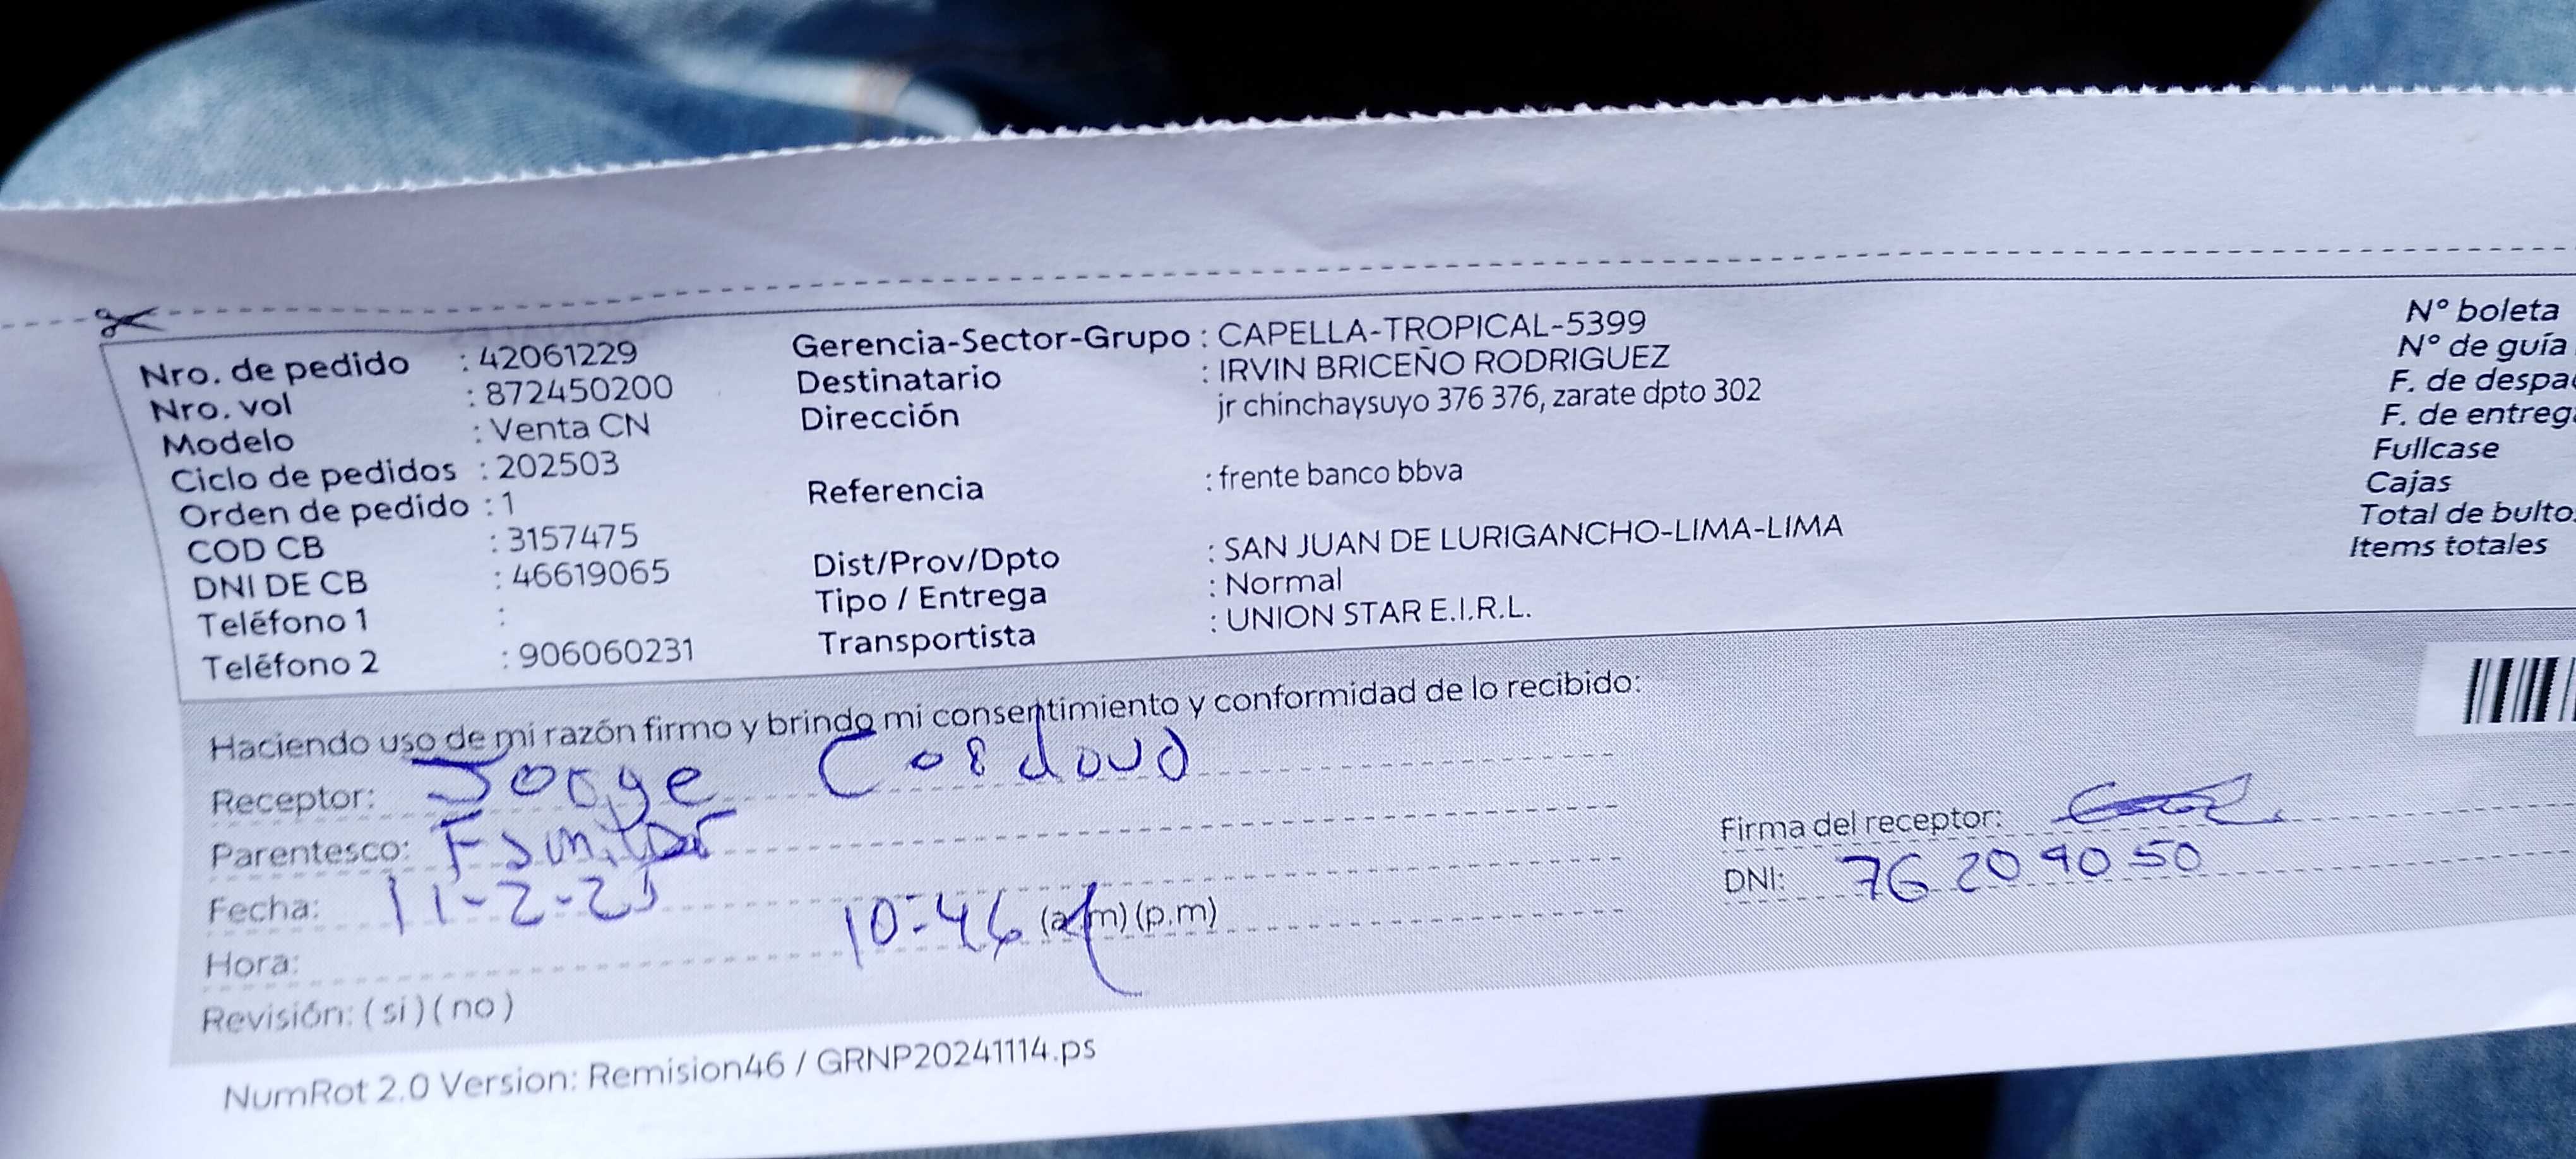 Nro. de pedido : 42061229
Nro. vol : 872450200
Modelo : Venta CN
Ciclo de pedidos : 202503
Orden de pedido : 1
COD CB : 3157475
DNI DE CB : 46619065
Teléfono 1 :
Teléfono 2 : 906060231
Gerencia-Sector-Grupo : CAPELLA-TROPICAL-5399
Destinatario : IRVIN BRICEÑO RODRIGUEZ
Dirección jr chinchaysuyo 376 376, zarate dpto 302
Referencia : frente banco bbva
Dist/Prov/Dpto : SAN JUAN DE LURIGANCHO-LIMA-LIMA
Tipo / Entrega : Normal
Transportista : UNION STAR E.I.R.L.
Nº boleta
Nº de guía
F. de despa
F. de entreg
Fullcase
Cajas
Total de bulto
Items totales
Haciendo uso de mi razón firmo y brindo mi consentimiento y conformidad de lo recibido:
Receptor: Jorge Cordova
Parentesco: Familiar
Fecha: 11-2-25
Hora: 10:46 (a.m) (p.m)
Revisión: ( si ) ( no )
Firma del receptor:
DNI: 76209050
NumRot 2.0 Version: Remision46 / GRNP20241114.ps